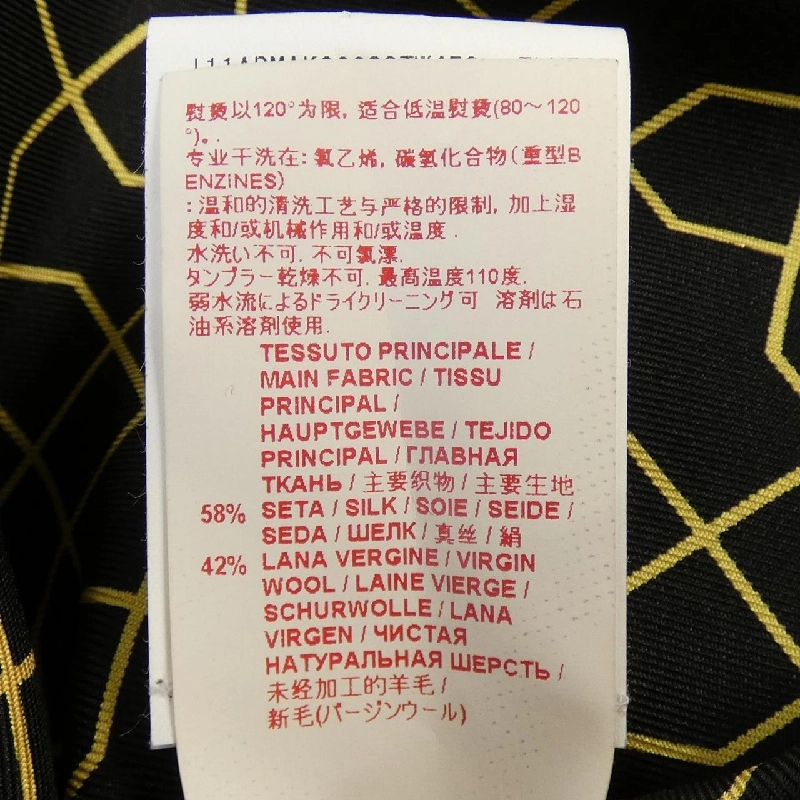 熨烫以120°为限, 适合低温熨烫(80～120
°)。.
专业干洗在: 氯乙烯, 碳氢化合物(重型B
ENZINES)
: 温和的清洗工艺与严格的限制, 加上湿
度和/或机械作用和/或温度 .
水洗い不可. 不可氯漂.
タンブラー乾燥不可. 最高温度110度.
弱水流によるドライクリーニング可 溶剤は石
油系溶剤使用.
TESSUTO PRINCIPALE /
MAIN FABRIC / TISSU
PRINCIPAL /
HAUPTGEWEBE / TEJIDO
PRINCIPAL / ГЛАВНАЯ
ТКАНЬ / 主要织物 / 主要生地
58% SETA / SILK / SOIE / SEIDE /
SEDA / ШЕЛК / 真丝 / 絹
42% LANA VERGINE / VIRGIN
WOOL / LAINE VIERGE /
SCHURWOLLE / LANA
VIRGEN / ЧИСТАЯ
НАТУРАЛЬНАЯ ШЕРСТЬ /
未经加工的羊毛 /
新毛(バージンウール)